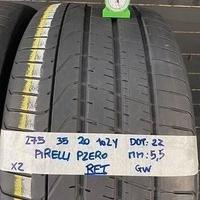 275 35 20 102Y DOT: 22
PIRELLI PZERO MM: 5,5
X2 RFT GW